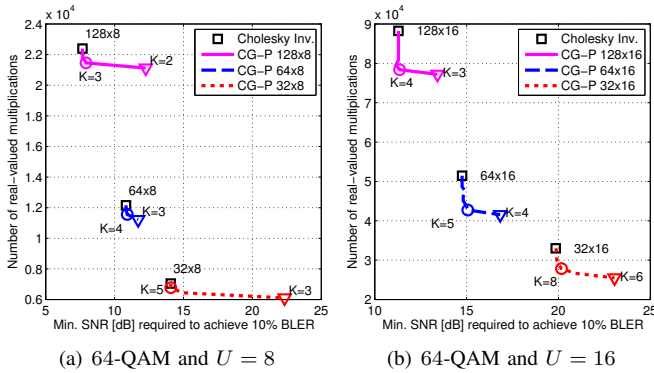 x 10⁴
2.4
2.2
2
1.8
1.6
1.4
1.2
1
0.8
0.6
Number of real-valued multiplications
128x8
K=3
K=2
64x8
K=4
K=3
32x8
K=5
K=3
Cholesky Inv.
CG-P 128x8
CG-P 64x8
CG-P 32x8
5 10 15 20 25
Min. SNR [dB] required to achieve 10% BLER
(a) 64-QAM and U = 8
x 10⁴
9
8
7
6
5
4
3
2
Number of real-valued multiplications
128x16
K=4
K=3
64x16
K=5
K=4
32x16
K=8
K=6
Cholesky Inv.
CG-P 128x16
CG-P 64x16
CG-P 32x16
10 15 20 25
Min. SNR [dB] required to achieve 10% BLER
(b) 64-QAM and U = 16